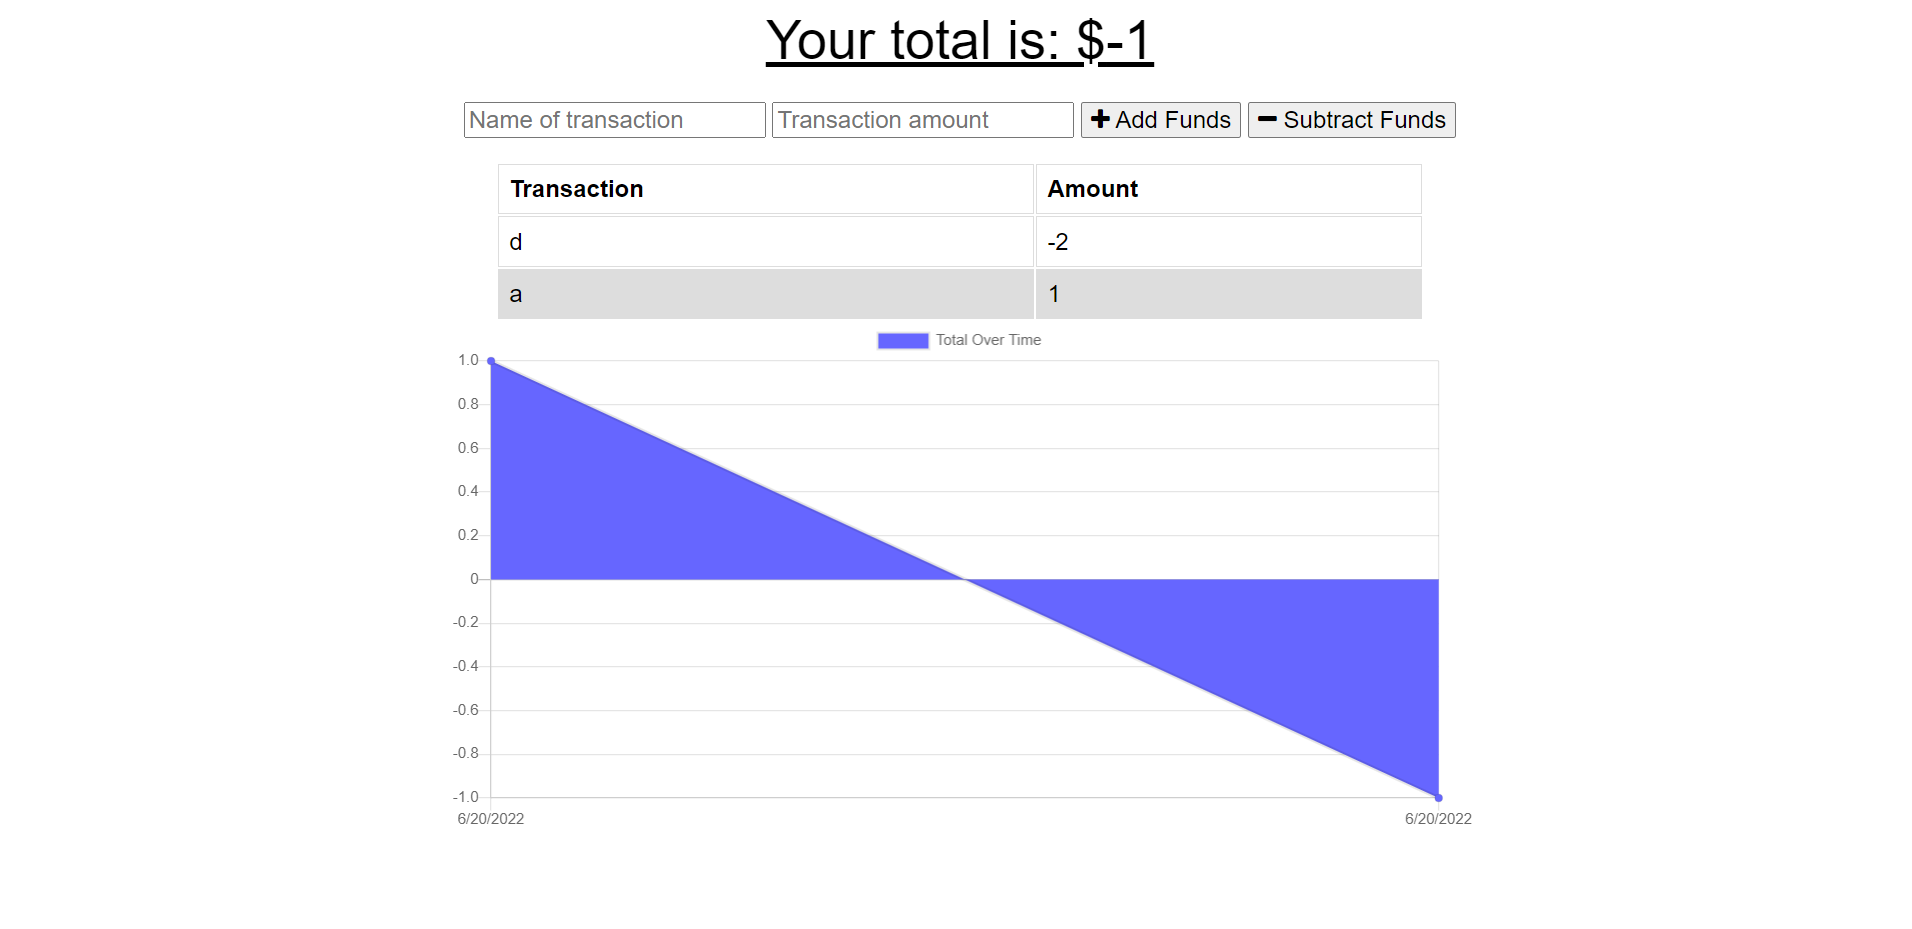 Your total is: $-1
Name of transaction Transaction amount Add Funds Subtract Funds
Transaction Amount
d -2
a 1
Total Over Time
1.0
0.8
0.6
0.4
0.2
0
-0.2
-0.4
-0.6
-0.8
-1.0
6/20/2022 6/20/2022